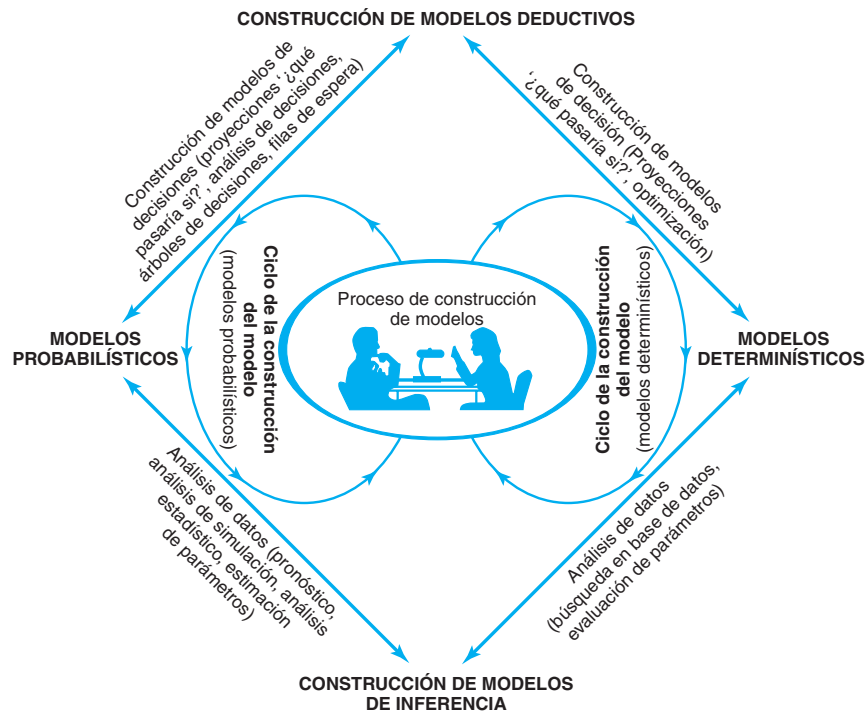 CONSTRUCCIÓN DE MODELOS DEDUCTIVOS
Construcción de modelos de
decisiones (proyecciones ‘¿qué
pasaría si?’, análisis de decisiones,
árboles de decisiones, filas de espera)
Construcción de modelos
de decisión (Proyecciones
‘¿qué pasaría si?’, optimización)
Ciclo de la construcción
del modelo
(modelos probabilísticos)
Proceso de construcción
de modelos
Ciclo de la construcción
del modelo
(modelos determinísticos)
MODELOS
PROBABILÍSTICOS
MODELOS
DETERMINÍSTICOS
Análisis de datos (pronóstico,
análisis de simulación, análisis
estadístico, estimación
de parámetros)
Análisis de datos
(búsqueda en base de datos,
evaluación de parámetros)
CONSTRUCCIÓN DE MODELOS
DE INFERENCIA